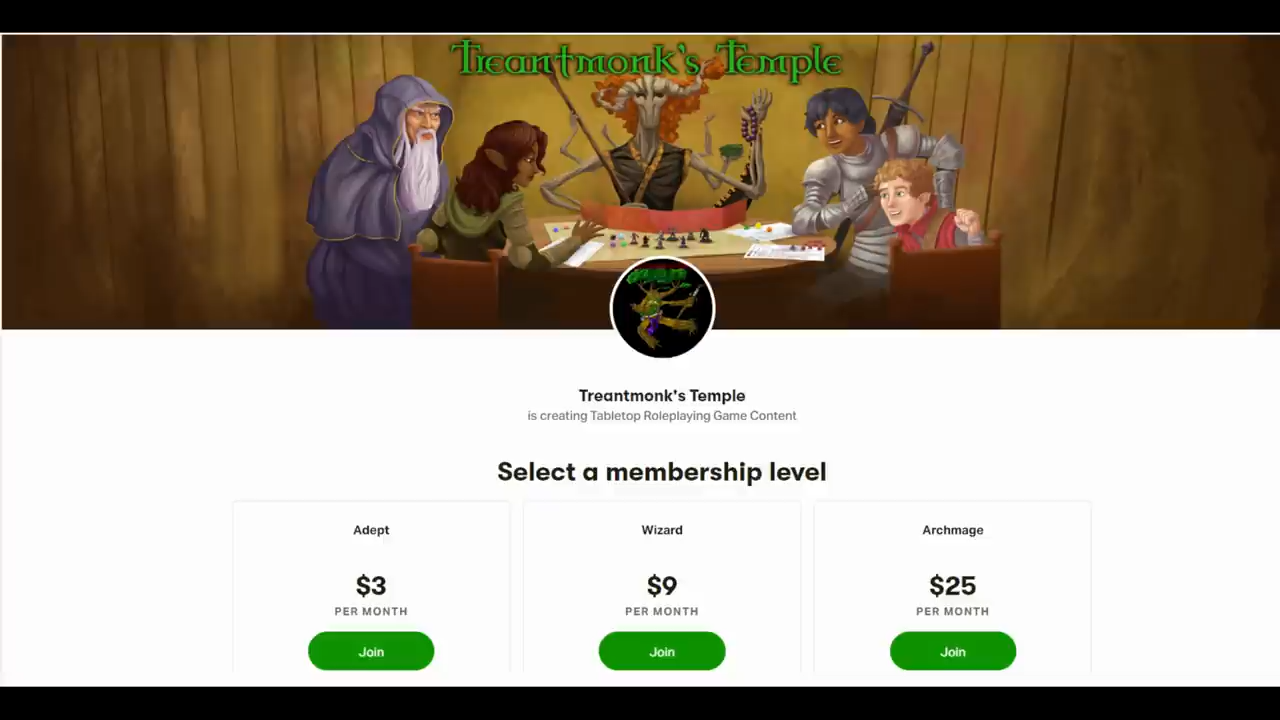 Treantmonk's Temple
Treantmonk's Temple
is creating Tabletop Roleplaying Game Content
Select a membership level
Adept
$3
PER MONTH
Join
Wizard
$9
PER MONTH
Join
Archmage
$25
PER MONTH
Join